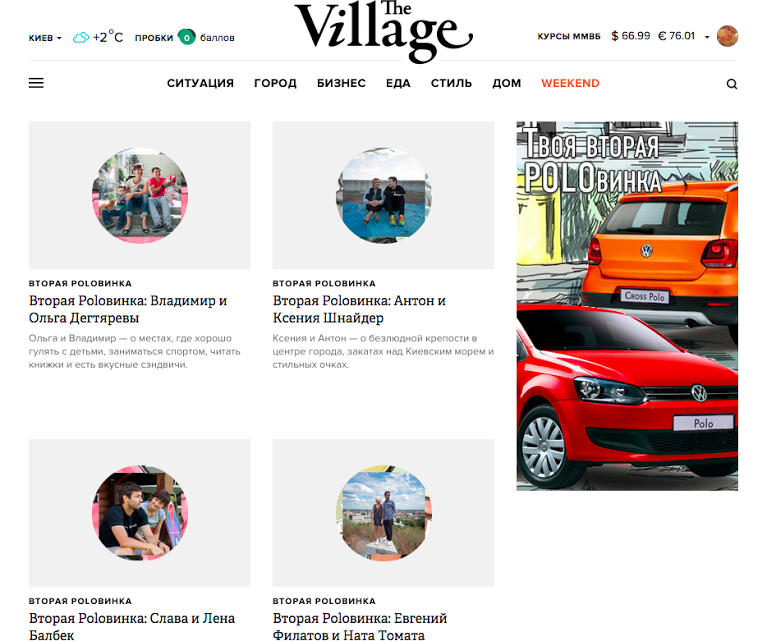 The
Village
КИЕВ
+2°C
ПРОБКИ 0 баллов
КУРСЫ ММВБ $ 66.99 € 76.01
СИТУАЦИЯ ГОРОД БИЗНЕС ЕДА СТИЛЬ ДОМ WEEKEND
Твоя вторая
POLOвинка
Cross Polo
Polo
ВТОРАЯ POLOВИНКА
Вторая Poloвинка: Владимир и
Ольга Дегтяревы
Ольга и Владимир — о местах, где хорошо
гулять с детьми, заниматься спортом, читать
книжки и есть вкусные сэндвичи.
ВТОРАЯ POLOВИНКА
Вторая Poloвинка: Антон и
Ксения Шнайдер
Ксения и Антон — о безлюдной крепости в
центре города, закатах над Киевским морем и
стильных очках.
ВТОРАЯ POLOВИНКА
Вторая Poloвинка: Слава и Лена
Балбек
ВТОРАЯ POLOВИНКА
Вторая Poloвинка: Евгений
Филатов и Ната Томата